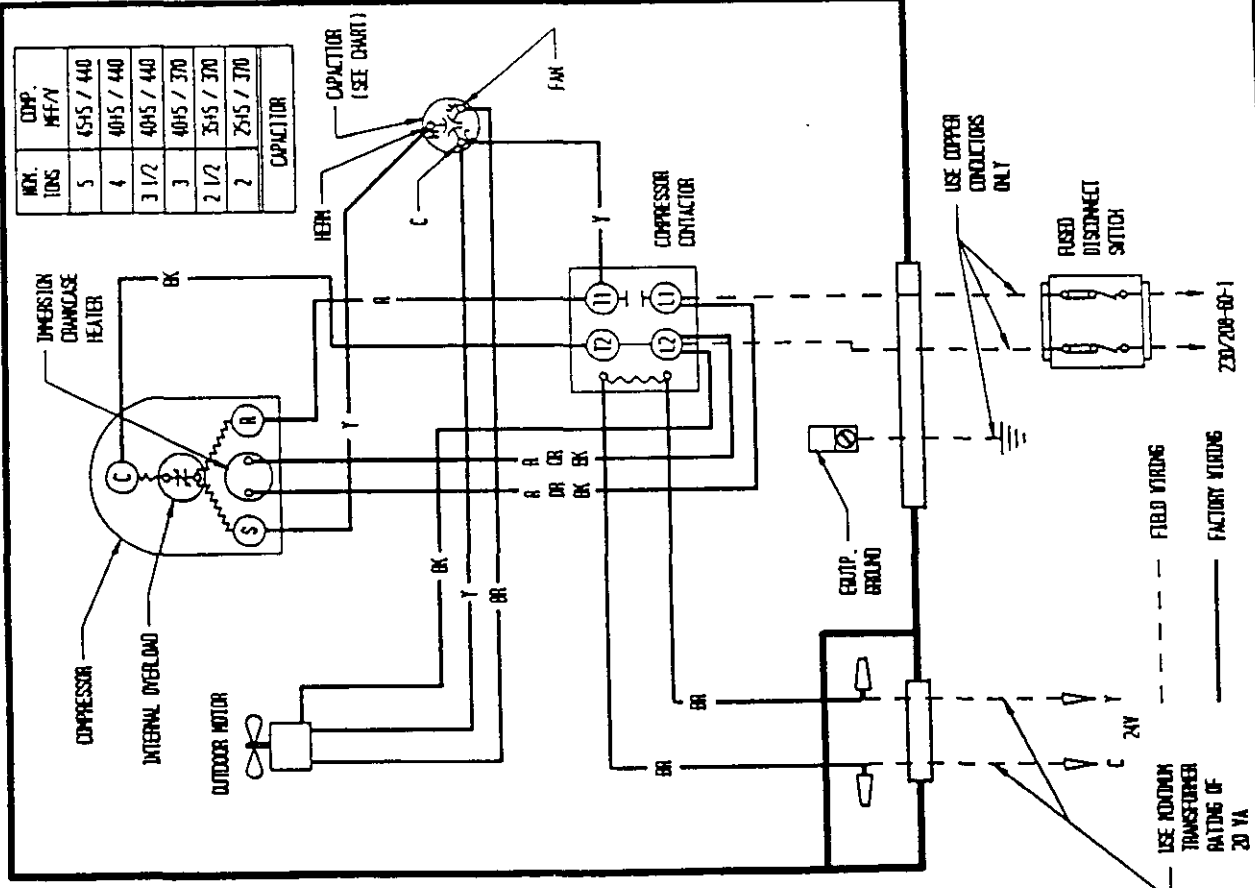 NOM. TONS
COMP. MFF/V
5
45+5 / 440
4
40+5 / 440
3 1/2
40+5 / 440
3
40+5 / 370
2 1/2
35+5 / 370
2
25+5 / 370
CAPACITOR
IMMERSION
CRANKCASE
HEATER
COMPRESSOR
INTERNAL OVERLOAD
OUTDOOR MOTOR
C
S
R
BK
HERM
C
CAPACITOR
(SEE CHART)
FAN
Y
R
Y
R OR BK
R OR BK
BK
Y
BR
T2
T1
L2
L1
COMPRESSOR
CONTACTOR
BR
BR
EQUIP.
GROUND
USE COPPER
CONDUCTORS
ONLY
FUSED
DISCONNECT
SWITCH
230/208-60-1
C
Y
24V
USE MINIMUM
TRANSFORMER
RATING OF
20 VA
FIELD WIRING
FACTORY WIRING